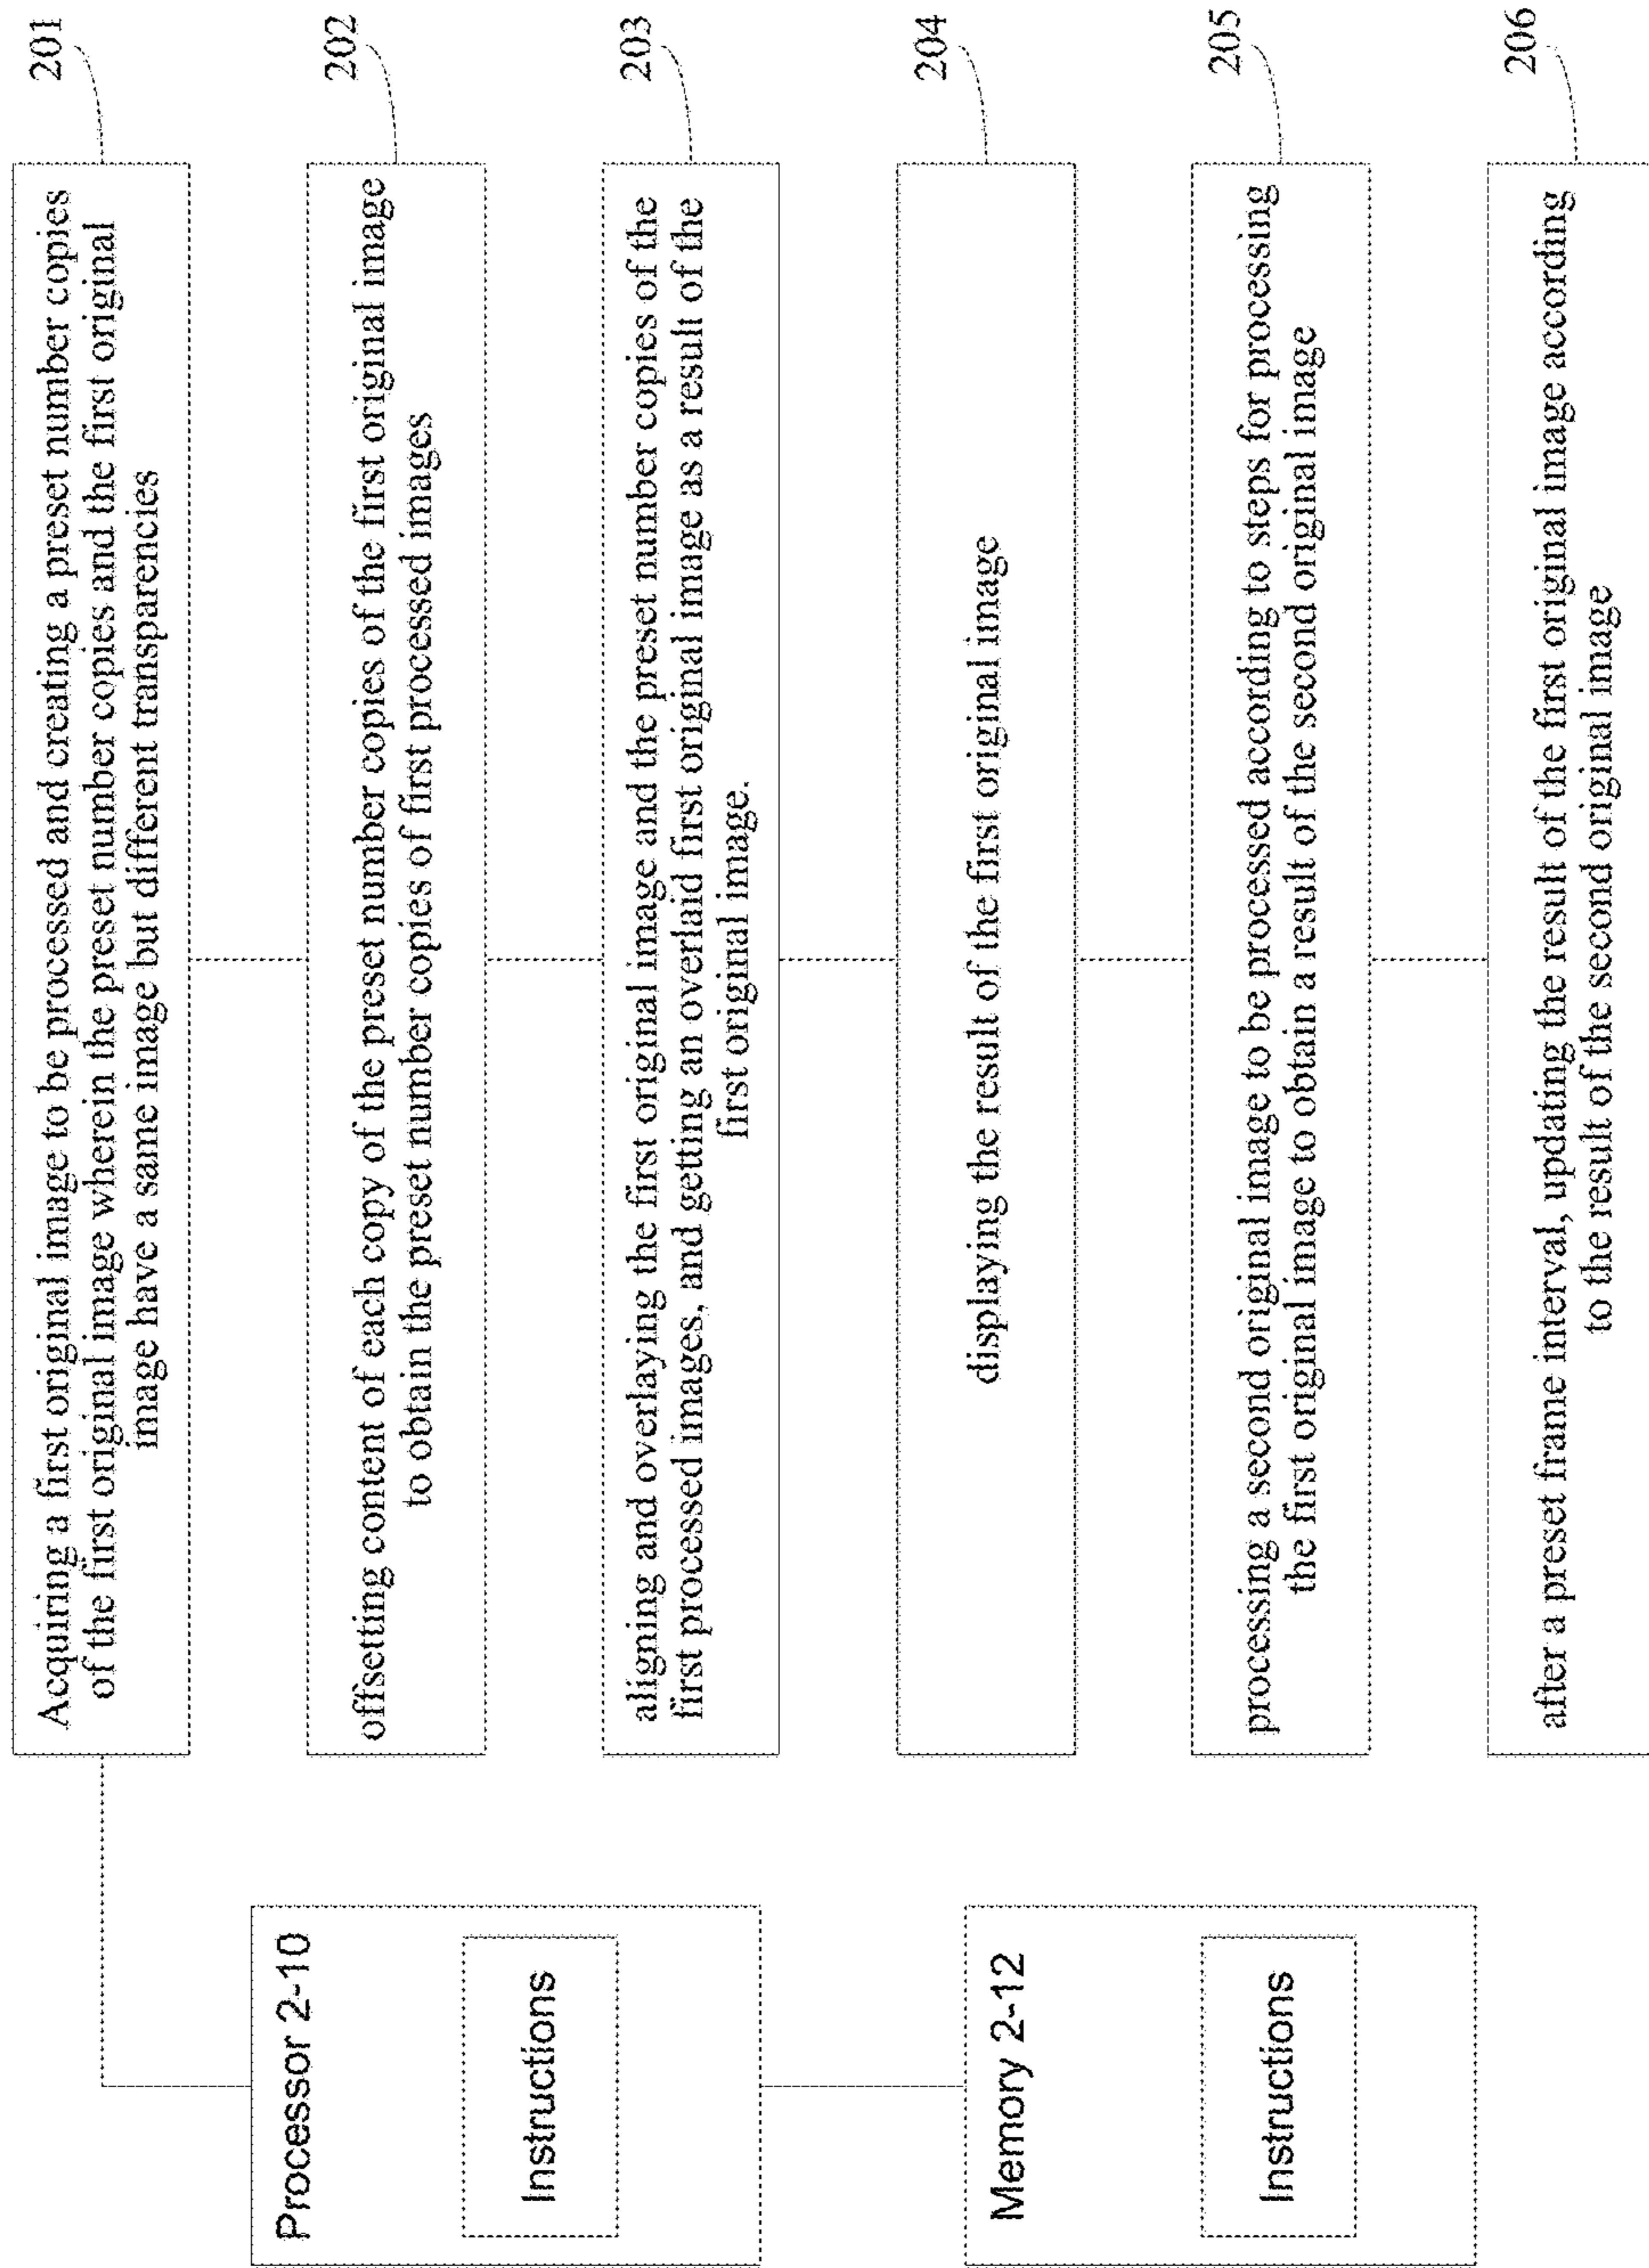 Processor 2-10
Instructions
Memory 2-12
Instructions
Acquiring a first original image to be processed and creating a preset number copies
of the first original image wherein the preset number copies and the first original
image have a same image but different transparencies
201
offsetting content of each copy of the preset number copies of the first original image
to obtain the preset number copies of first processed images
202
aligning and overlaying the first original image and the preset number copies of the
first processed images, and getting an overlaid first original image as a result of the
first original image.
203
displaying the result of the first original image
204
processing a second original image to be processed according to steps for processing
the first original image to obtain a result of the second original image
205
after a preset frame interval, updating the result of the first original image according
to the result of the second original image
206